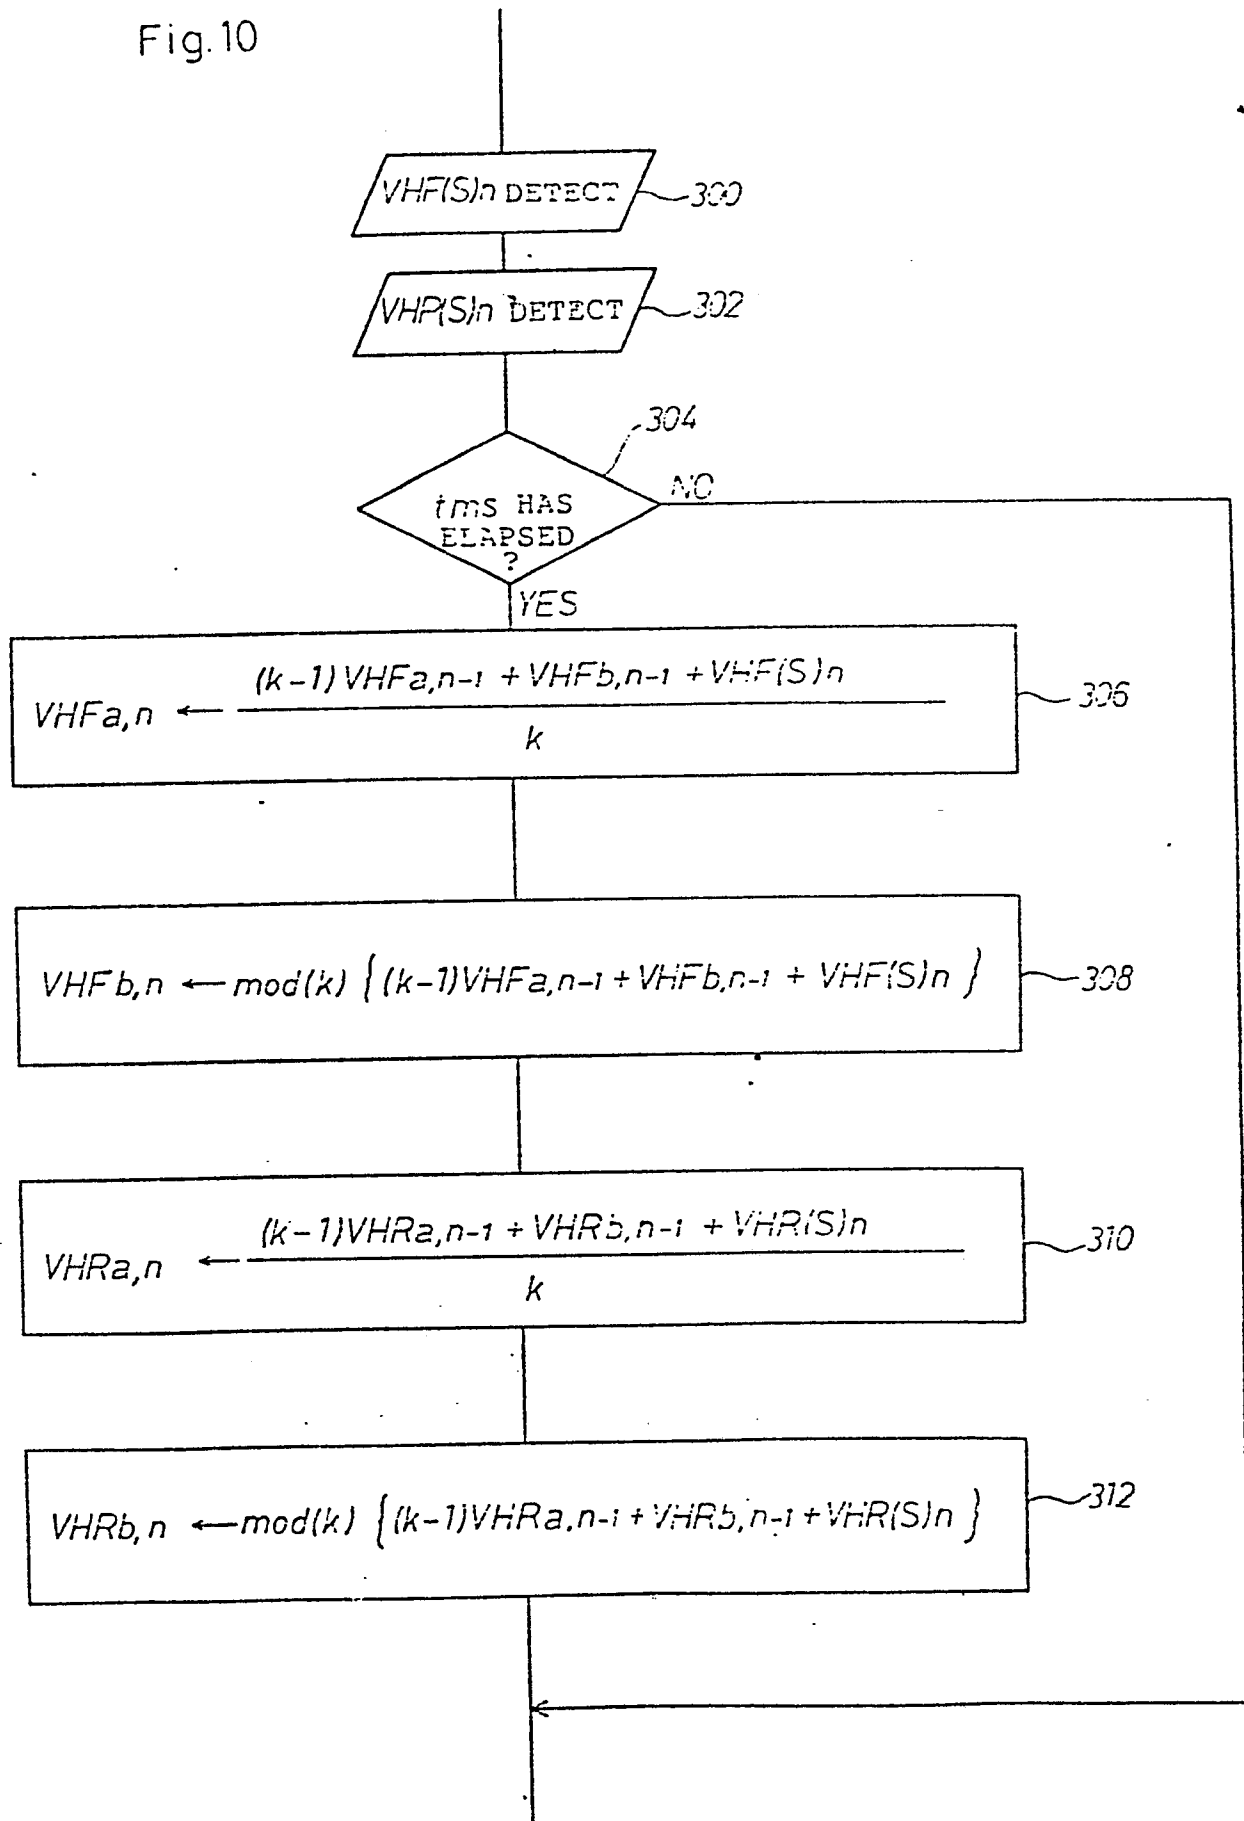 Fig.10
VHF(S)n DETECT
300
VHP(S)n DETECT
302
304
tms HAS
ELAPSED
?
NO
YES
(k-1)VHFa,n-1 + VHFb,n-1 + VHF(S)n
VHFa,n ←
k
306
VHFb,n ← mod(k) {(k-1)VHFa,n-1 + VHFb,n-1 + VHF(S)n}
308
(k-1)VHRa,n-1 + VHRb,n-1 + VHR(S)n
VHRa,n ←
k
310
VHRb,n ← mod(k) {(k-1)VHRa,n-1 + VHRb,n-1 + VHR(S)n}
312